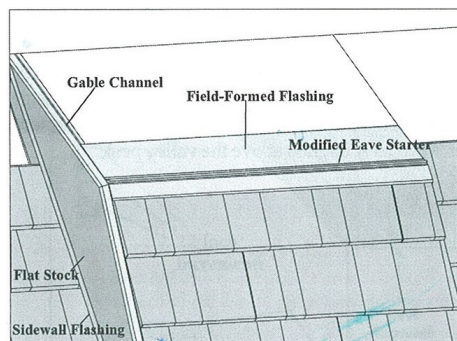 Gable Channel
Field-Formed Flashing
Modified Eave Starter
Flat Stock
Sidewall Flashing